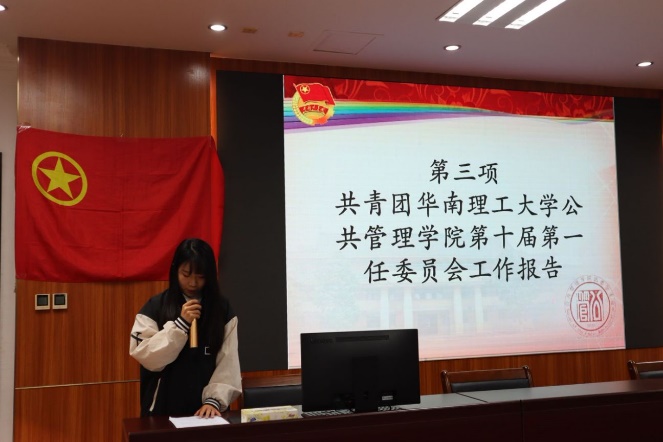 第三项
共青团华南理工大学公
共管理学院第十届第一
任委员会工作报告